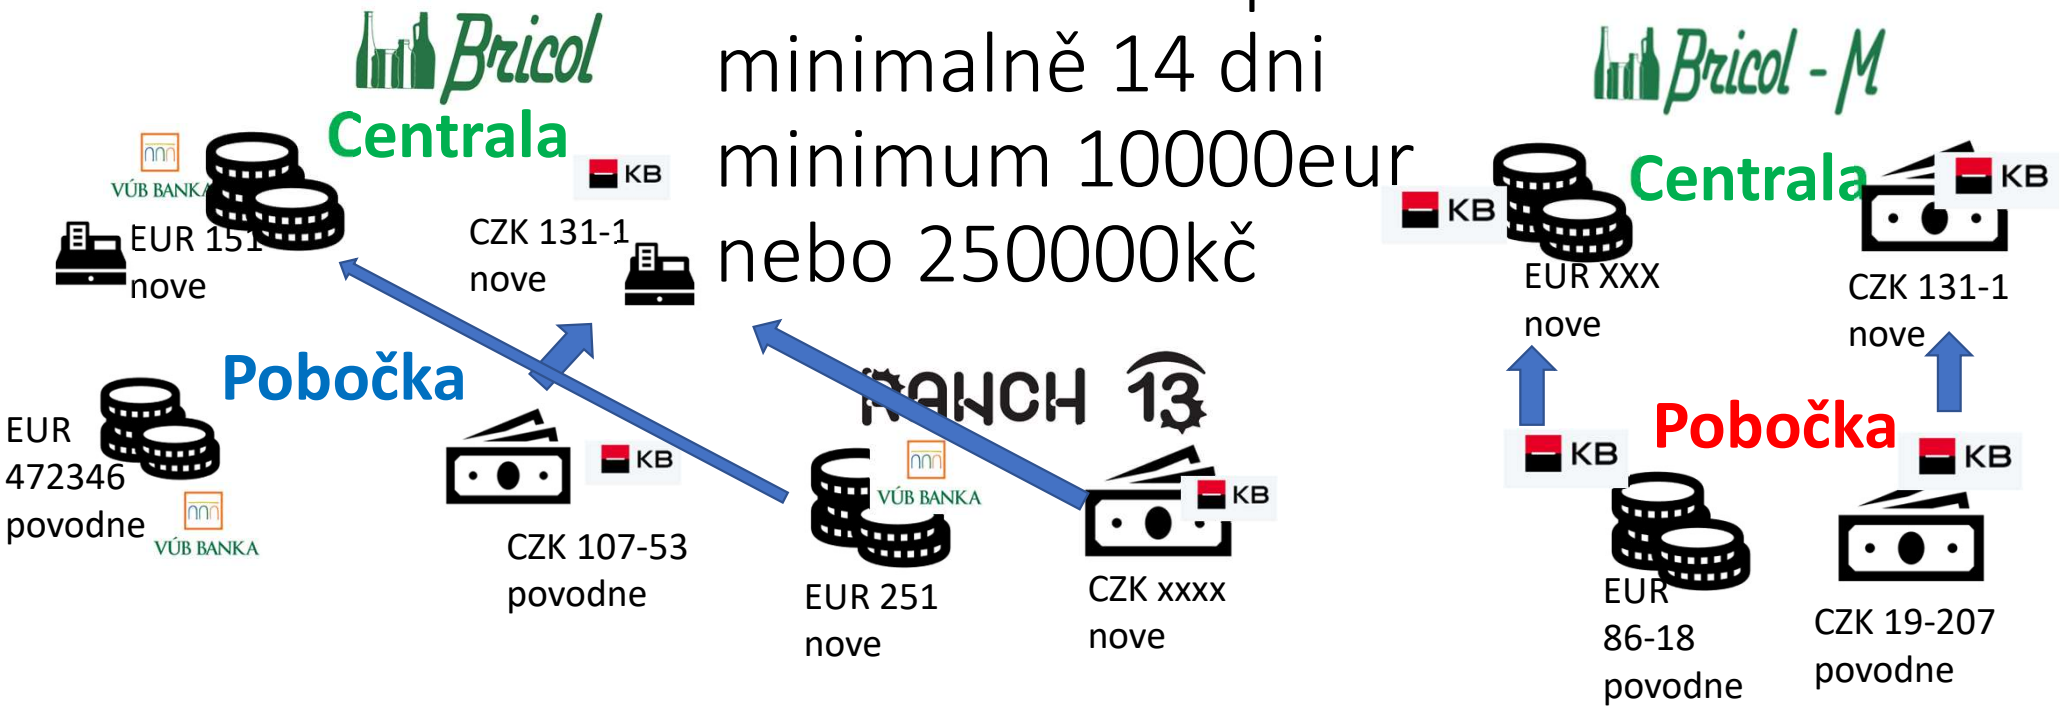 Bricol
Centrala
minimalně 14 dni
minimum 10000eur
nebo 250000kč
VÚB BANKA
EUR 151
nove
KB
CZK 131-1
nove
Pobočka
EUR
472346
povodne
VÚB BANKA
KB
CZK 107-53
povodne
RANCH 13
VÚB BANKA
EUR 251
nove
KB
CZK xxxx
nove
Bricol - M
Centrala
KB
EUR XXX
nove
KB
CZK 131-1
nove
Pobočka
KB
EUR
86-18
povodne
KB
CZK 19-207
povodne